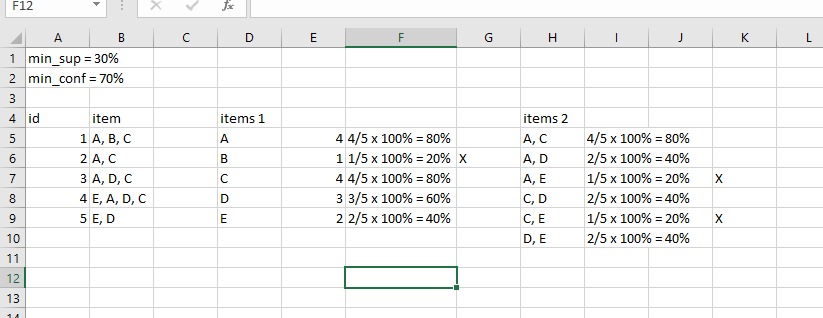 F12 fx
A B C D E F G H I J K L
1 min_sup = 30%
2 min_conf = 70%
3
4 id item items 1 items 2
5 1 A, B, C A 4 4/5 x 100% = 80% A, C 4/5 x 100% = 80%
6 2 A, C B 1 1/5 x 100% = 20% X A, D 2/5 x 100% = 40%
7 3 A, D, C C 4 4/5 x 100% = 80% A, E 1/5 x 100% = 20% X
8 4 E, A, D, C D 3 3/5 x 100% = 60% C, D 2/5 x 100% = 40%
9 5 E, D E 2 2/5 x 100% = 40% C, E 1/5 x 100% = 20% X
10 D, E 2/5 x 100% = 40%
11
12
13
14